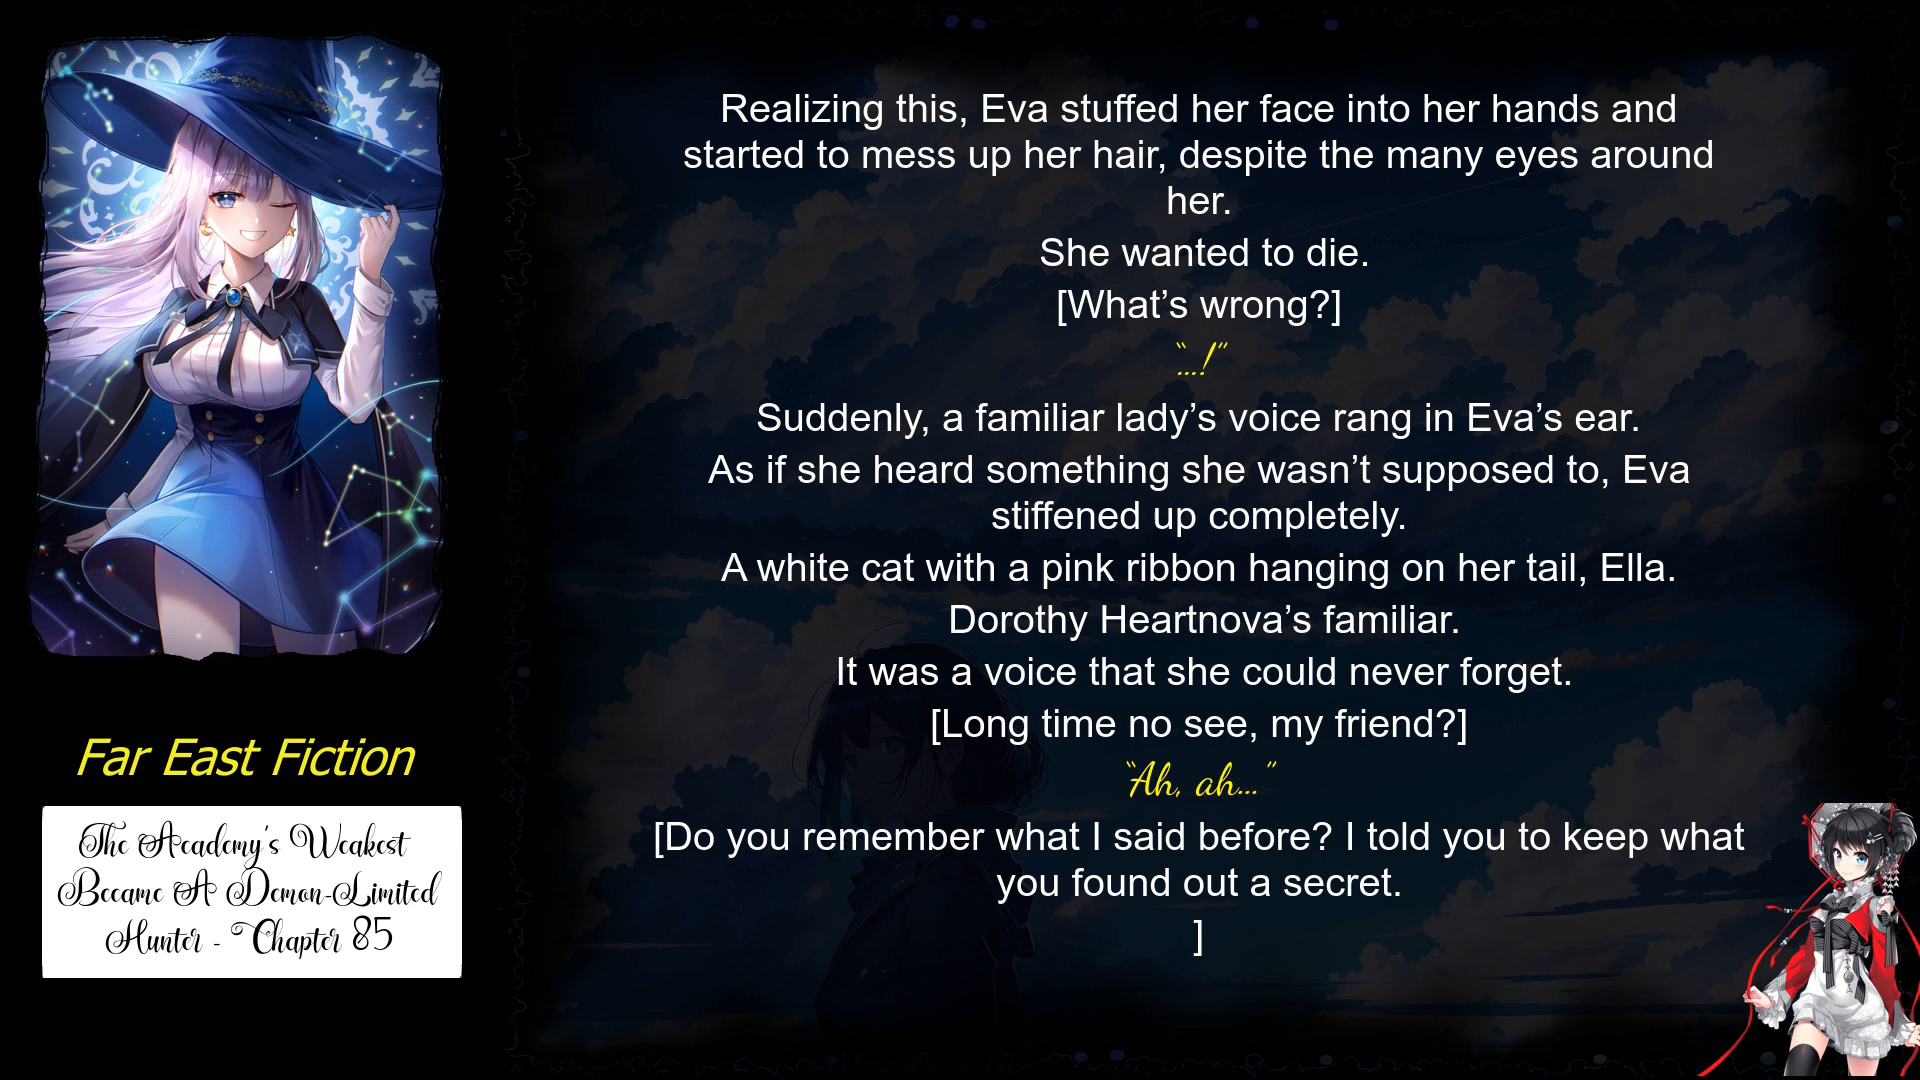 Realizing this, Eva stuffed her face into her hands and
started to mess up her hair, despite the many eyes around
her.
She wanted to die.
[What’s wrong?]
“...!”
Suddenly, a familiar lady’s voice rang in Eva’s ear.
As if she heard something she wasn’t supposed to, Eva
stiffened up completely.
A white cat with a pink ribbon hanging on her tail, Ella.
Dorothy Heartnova’s familiar.
It was a voice that she could never forget.
[Long time no see, my friend?]
“Ah, ah...”
[Do you remember what I said before? I told you to keep what
you found out a secret.
]
Far East Fiction
The Academy's Weakest
Became A Demon-Limited
Hunter - Chapter 85